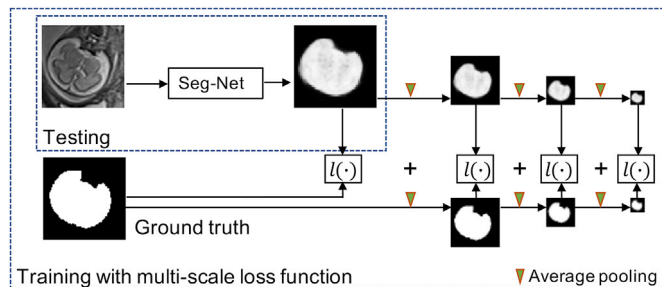 Seg-Net
Testing
l(·) + l(·) + l(·) + l(·)
Ground truth
Training with multi-scale loss function
Average pooling